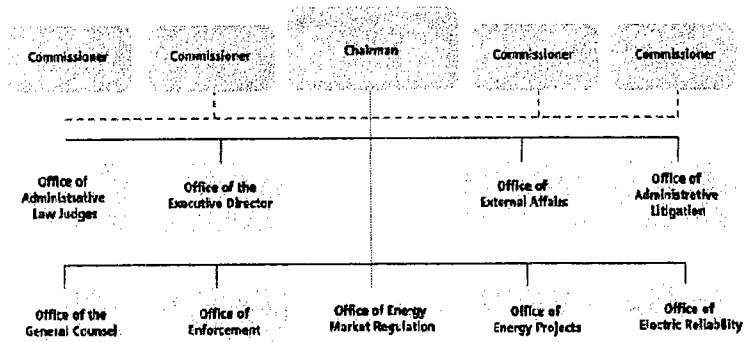 Commissioner
Commissioner
Chairman
Commissioner
Commissioner
Office of
Administrative
Law Judges
Office of the
Executive Director
Office of
External Affairs
Office of
Administrative
Litigation
Office of the
General Counsel
Office of
Enforcement
Office of Energy
Market Regulation
Office of
Energy Projects
Office of
Electric Reliability